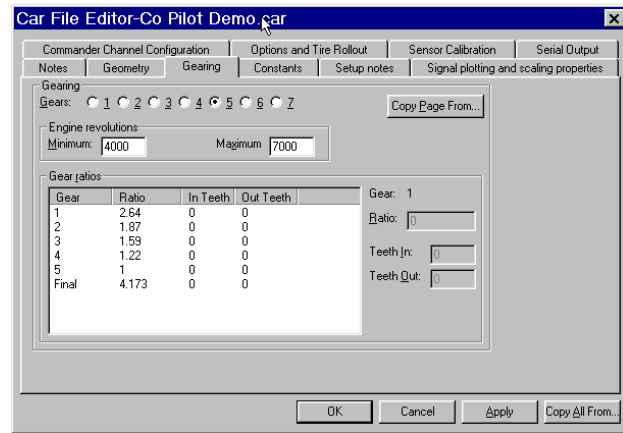 Car File Editor-Co Pilot Demo.car
Commander Channel Configuration Options and Tire Rollout Sensor Calibration Serial Output
Notes Geometry Gearing Constants Setup notes Signal plotting and scaling properties
Gearing
Gears: 1 2 3 4 5 6 7 Copy Page From...
Engine revolutions
Minimum: 4000 Maximum 7000
Gear ratios
Gear Ratio In Teeth Out Teeth Gear: 1
1 2.64 0 0
2 1.87 0 0 Ratio: 0
3 1.59 0 0
4 1.22 0 0 Teeth In: 0
5 1 0 0
Final 4.173 0 0 Teeth Out: 0
OK Cancel Apply Copy All From...